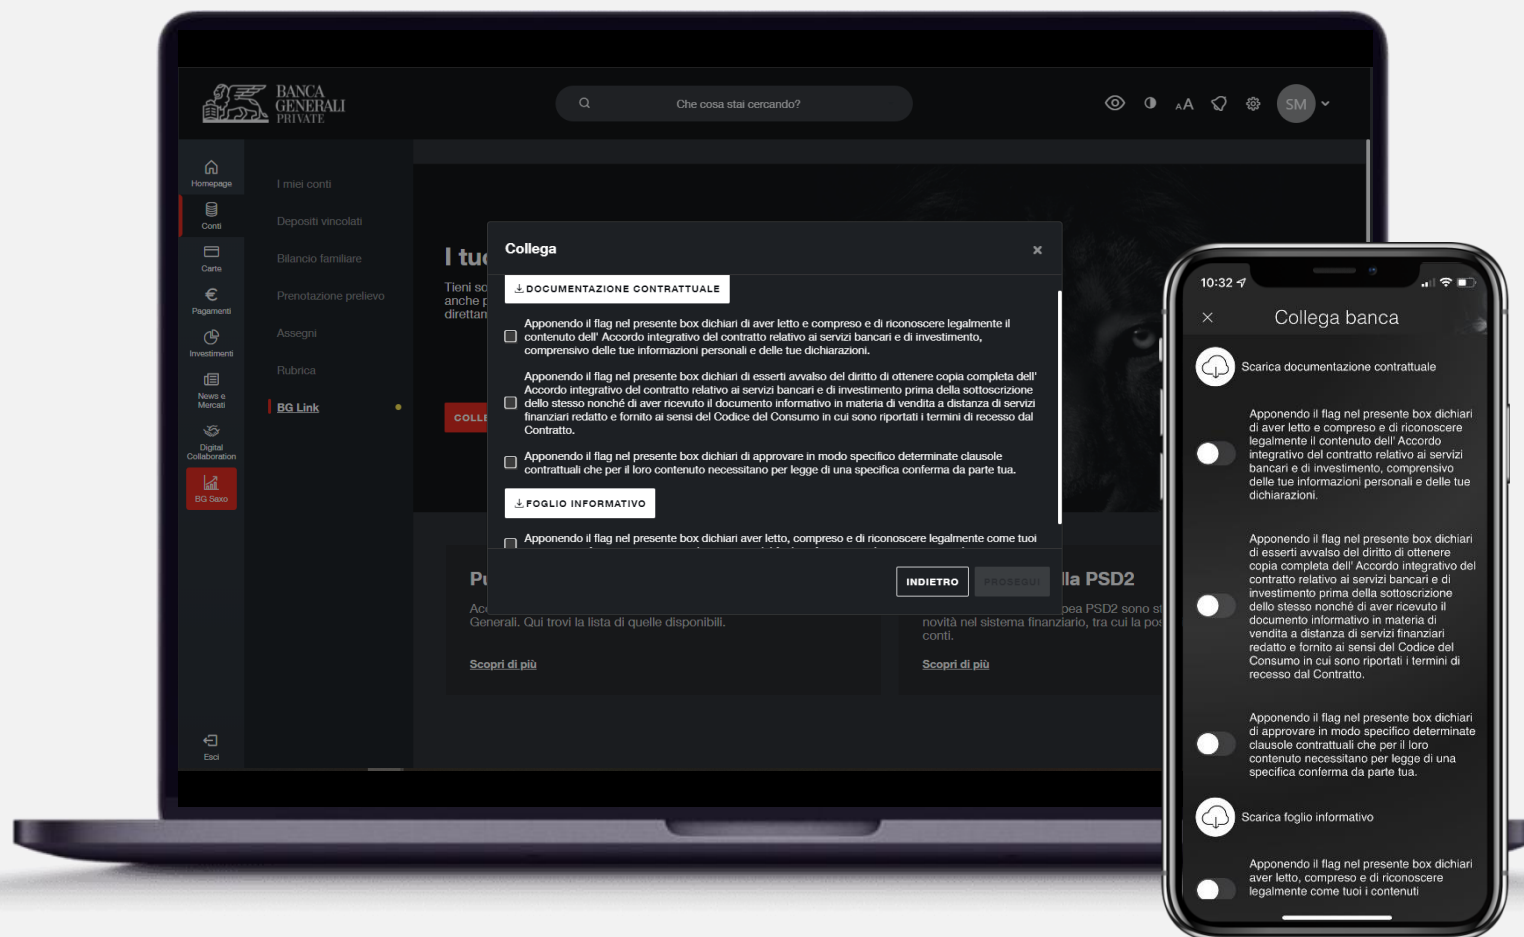 BANCA
GENERALI
PRIVATE
Che cosa stai cercando?
AA
SM
Homepage
Conti
Carte
Pagamenti
Investimenti
News e
Mercati
Digital
Collaboration
BG Saxo
Esci
I miei conti
Depositi vincolati
Bilancio familiare
Prenotazione prelievo
Assegni
Rubrica
BG Link
I tuo
Tieni so
anche p
direttam
COLLE
Collega
DOCUMENTAZIONE CONTRATTUALE
Apponendo il flag nel presente box dichiari di aver letto e compreso e di riconoscere legalmente il
contenuto dell' Accordo integrativo del contratto relativo ai servizi bancari e di investimento,
comprensivo delle tue informazioni personali e delle tue dichiarazioni.
Apponendo il flag nel presente box dichiari di esserti avvalso del diritto di ottenere copia completa dell'
Accordo integrativo del contratto relativo ai servizi bancari e di investimento prima della sottoscrizione
dello stesso nonché di aver ricevuto il documento informativo in materia di vendita a distanza di servizi
finanziari redatto e fornito ai sensi del Codice del Consumo in cui sono riportati i termini di recesso dal
Contratto.
Apponendo il flag nel presente box dichiari di approvare in modo specifico determinate clausole
contrattuali che per il loro contenuto necessitano per legge di una specifica conferma da parte tua.
FOGLIO INFORMATIVO
Apponendo il flag nel presente box dichiari aver letto, compreso e di riconoscere legalmente come tuoi
INDIETRO
PROSEGUI
Pu
Acc
Generali. Qui trovi la lista di quelle disponibili.
Scopri di più
lla PSD2
pea PSD2 sono st
novità nel sistema finanziario, tra cui la pos
conti.
Scopri di più
10:32
Collega banca
Scarica documentazione contrattuale
Apponendo il flag nel presente box dichiari
di aver letto e compreso e di riconoscere
legalmente il contenuto dell' Accordo
integrativo del contratto relativo ai servizi
bancari e di investimento, comprensivo
delle tue informazioni personali e delle tue
dichiarazioni.
Apponendo il flag nel presente box dichiari
di esserti avvalso del diritto di ottenere
copia completa dell' Accordo integrativo del
contratto relativo ai servizi bancari e di
investimento prima della sottoscrizione
dello stesso nonché di aver ricevuto il
documento informativo in materia di
vendita a distanza di servizi finanziari
redatto e fornito ai sensi del Codice del
Consumo in cui sono riportati i termini di
recesso dal Contratto.
Apponendo il flag nel presente box dichiari
di approvare in modo specifico determinate
clausole contrattuali che per il loro
contenuto necessitano per legge di una
specifica conferma da parte tua.
Scarica foglio informativo
Apponendo il flag nel presente box dichiari
aver letto, compreso e di riconoscere
legalmente come tuoi i contenuti